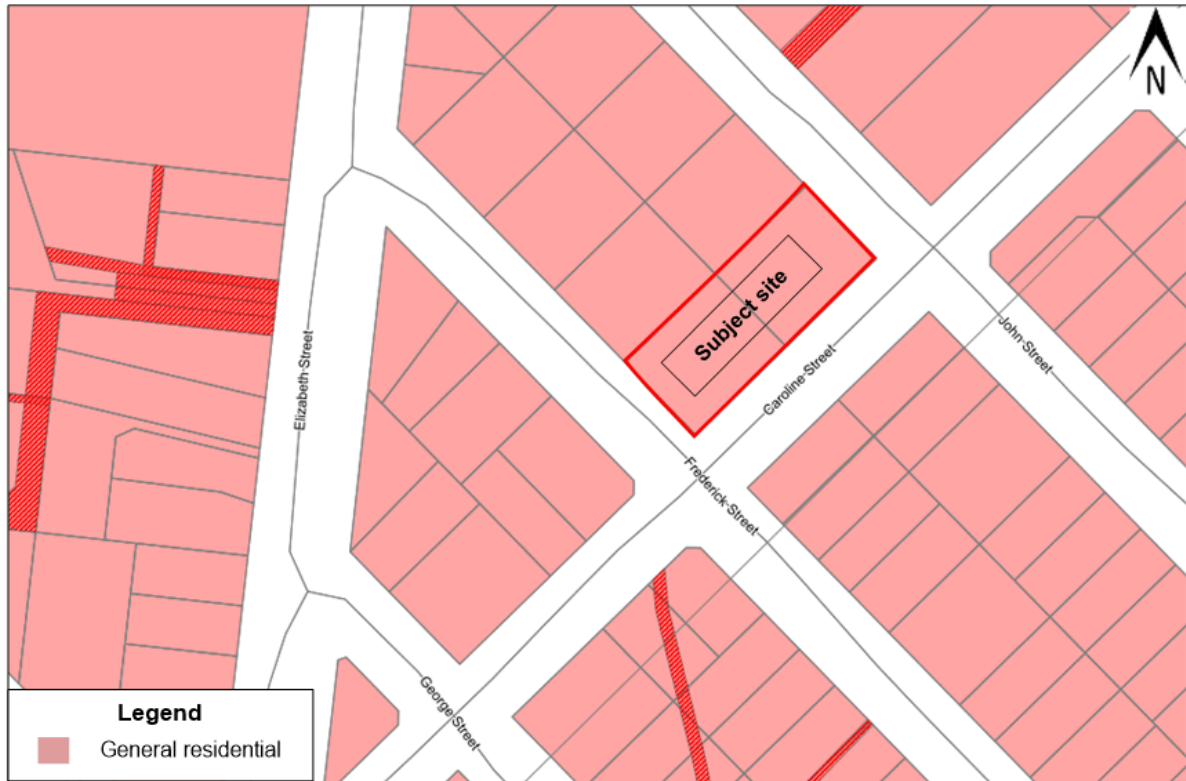 N
Subject site
Elizabeth Street
Caroline Street
John Street
Frederick Street
George Street
Legend
General residential